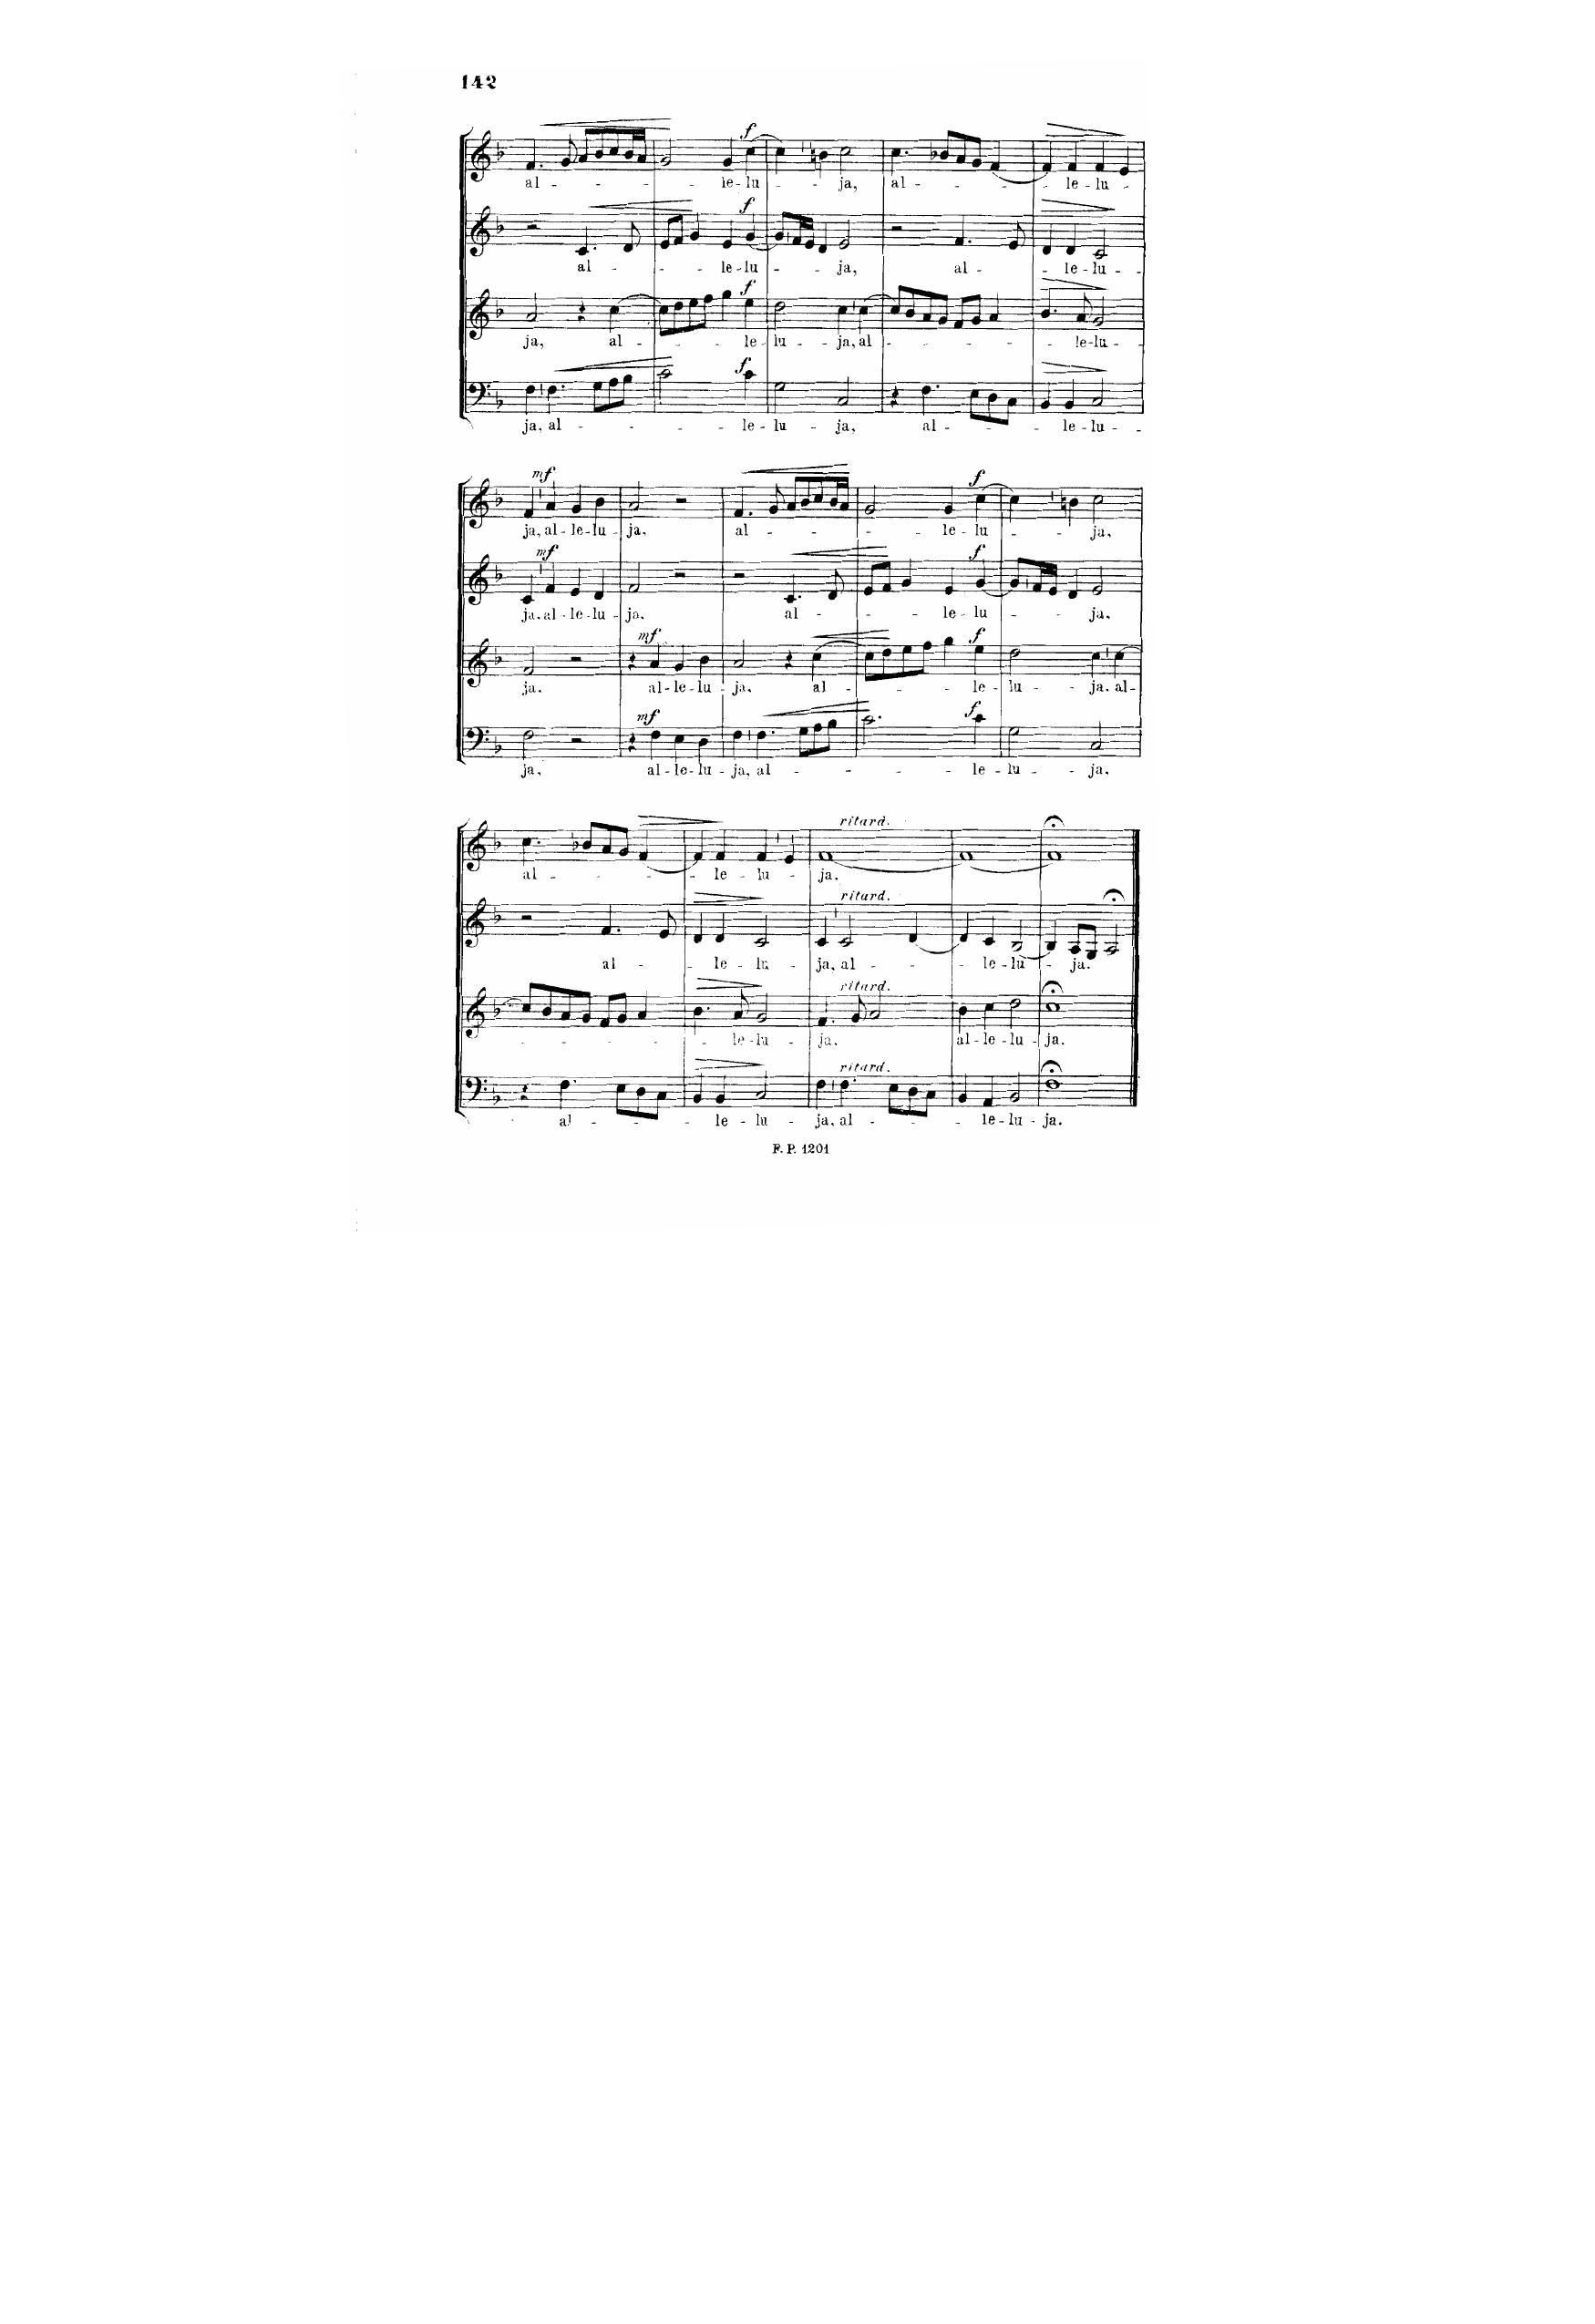 142
f
al - - - - le-lu - - ja, al - - - - le-lu -
f
al - - - le-lu - - ja, al - - le-lu -
f
ja, al - - - - le-lu - ja, al - - - - - - le-lu -
f
ja, al - - - - le-lu - ja, al - - - le-lu -
mf f
ja, al-le-lu-ja, al - - - - le-lu - - ja,
mf f
ja, al-le-lu-ja, al - - - le-lu - - ja,
mf f
ja, al-le-lu-ja, al - - - le-lu - ja, al-
mf f
ja, al-le-lu-ja, al - - - le-lu - ja,
ritard.
al - - - - le-lu - ja.
ritard.
al - - le-lu - ja, al - - le-lu - ja.
ritard.
- - - - - - le-lu - ja, al-le-lu-ja.
ritard.
al - - - le-lu - ja, al - - - le-lu-ja.
F. P. 1201